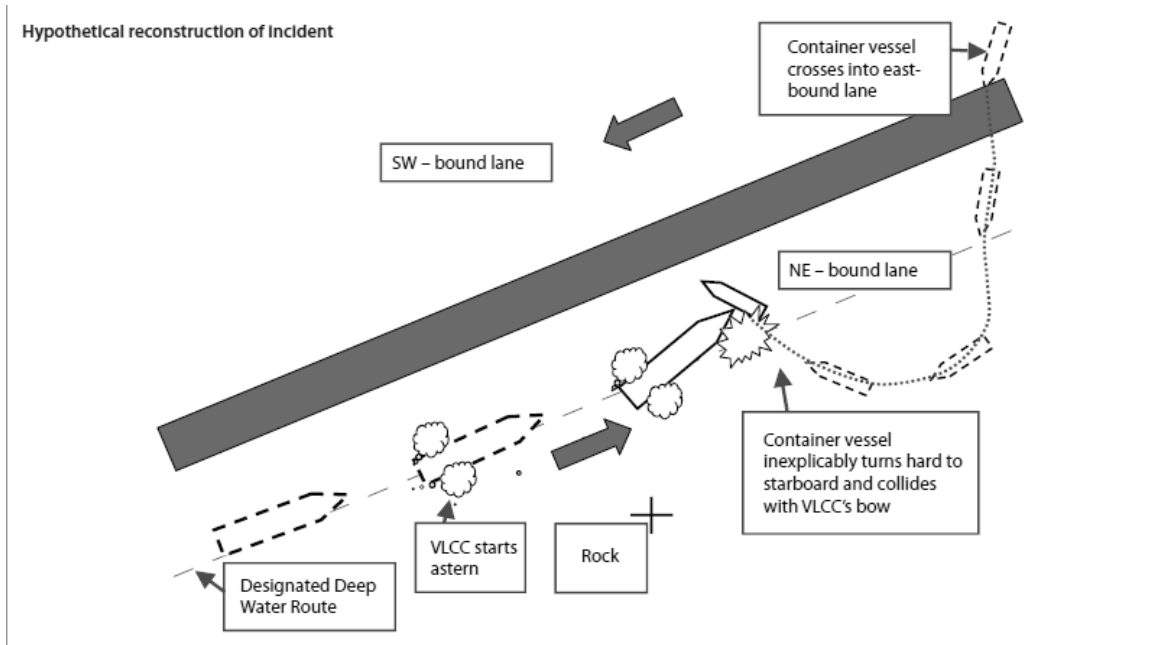 Hypothetical reconstruction of incident
Container vessel
crosses into east-
bound lane
SW – bound lane
NE – bound lane
Container vessel
inexplicably turns hard to
starboard and collides
with VLCC's bow
VLCC starts
astern
Rock
Designated Deep
Water Route